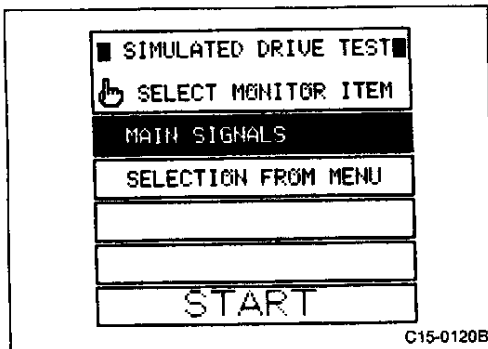 SIMULATED DRIVE TEST
SELECT MONITOR ITEM
MAIN SIGNALS
SELECTION FROM MENU
START
C15-0120B